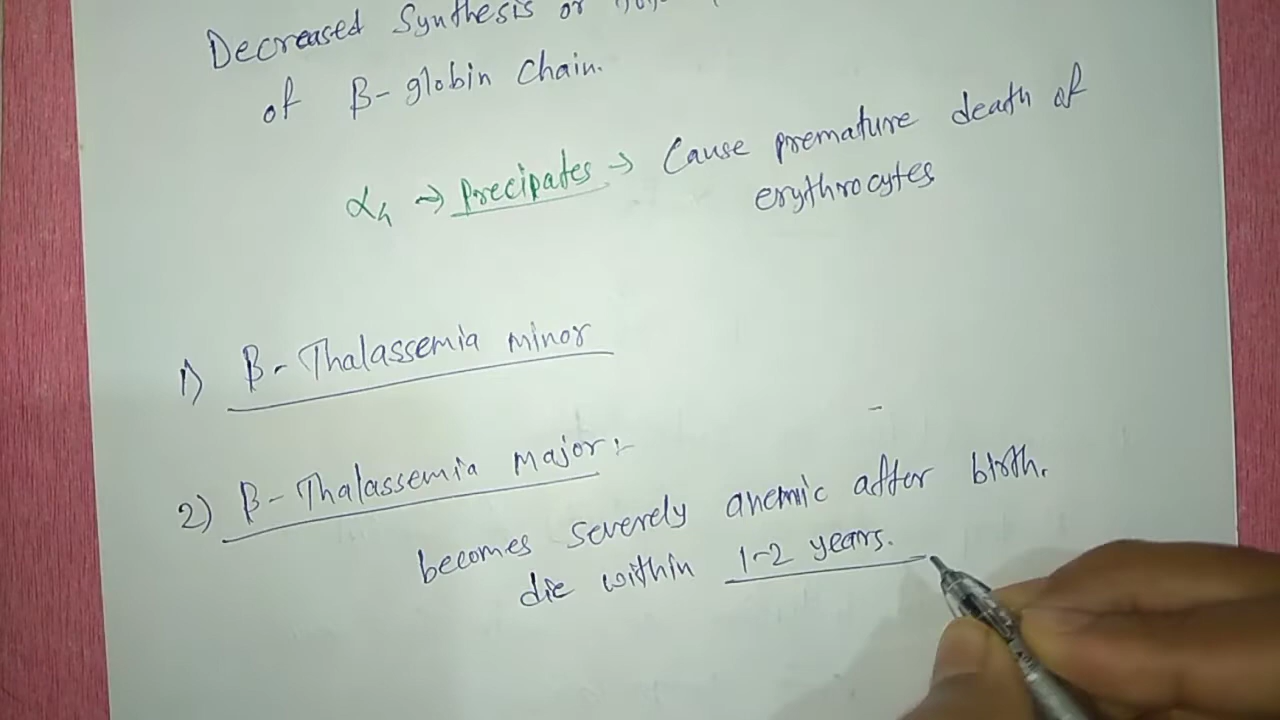 Decreased Synthesis or
of β-globin Chain.
α4 → Precipates → Cause premature death of
erythrocytes
1) β-Thalassemia minor
2) β-Thalassemia Major:-
becomes severely anemic after birth.
die within 1-2 years.